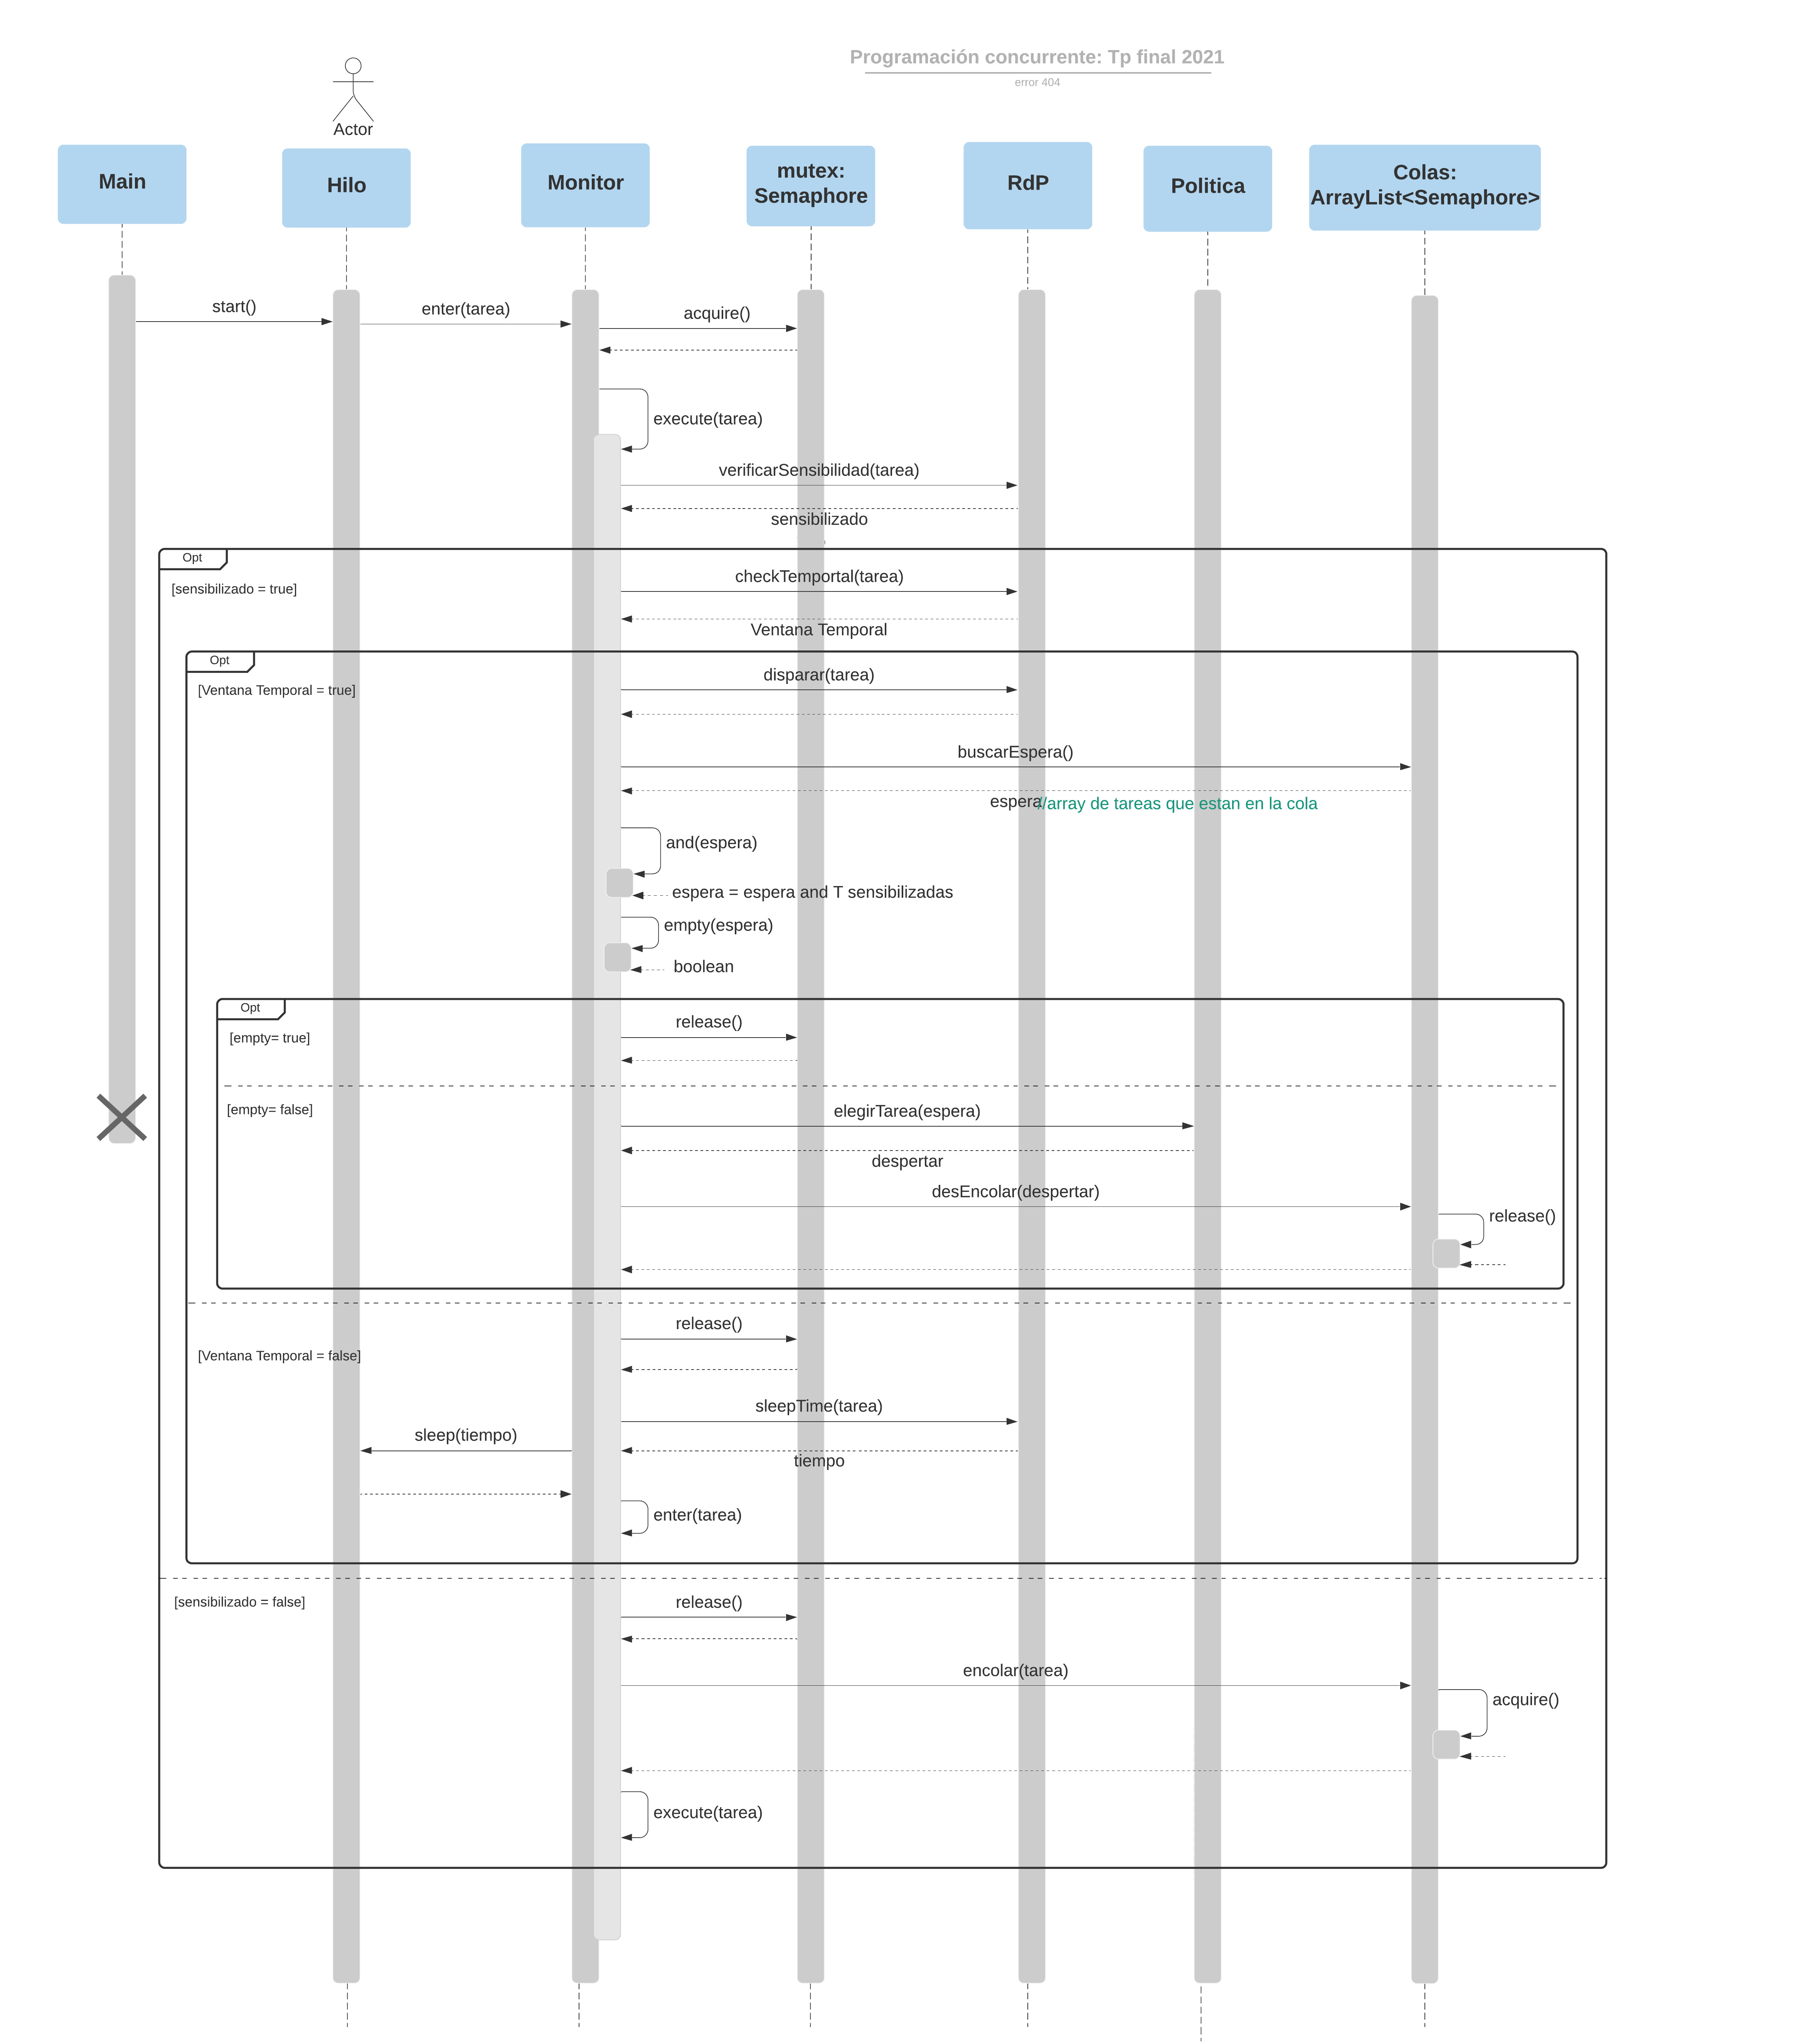 Programación concurrente: Tp final 2021
error 404
Actor
Main
Hilo
Monitor
mutex:
Semaphore
RdP
Politica
Colas:
ArrayList<Semaphore>
start()
enter(tarea)
acquire()
execute(tarea)
verificarSensibilidad(tarea)
sensibilizado
Opt
[sensibilizado = true]
checkTemportal(tarea)
Ventana Temporal
Opt
[Ventana Temporal = true]
disparar(tarea)
buscarEspera()
espera
//array de tareas que estan en la cola
and(espera)
espera = espera and T sensibilizadas
empty(espera)
boolean
Opt
[empty= true]
release()
[empty= false]
elegirTarea(espera)
despertar
desEncolar(despertar)
release()
release()
[Ventana Temporal = false]
sleepTime(tarea)
sleep(tiempo)
tiempo
enter(tarea)
[sensibilizado = false]
release()
encolar(tarea)
acquire()
execute(tarea)